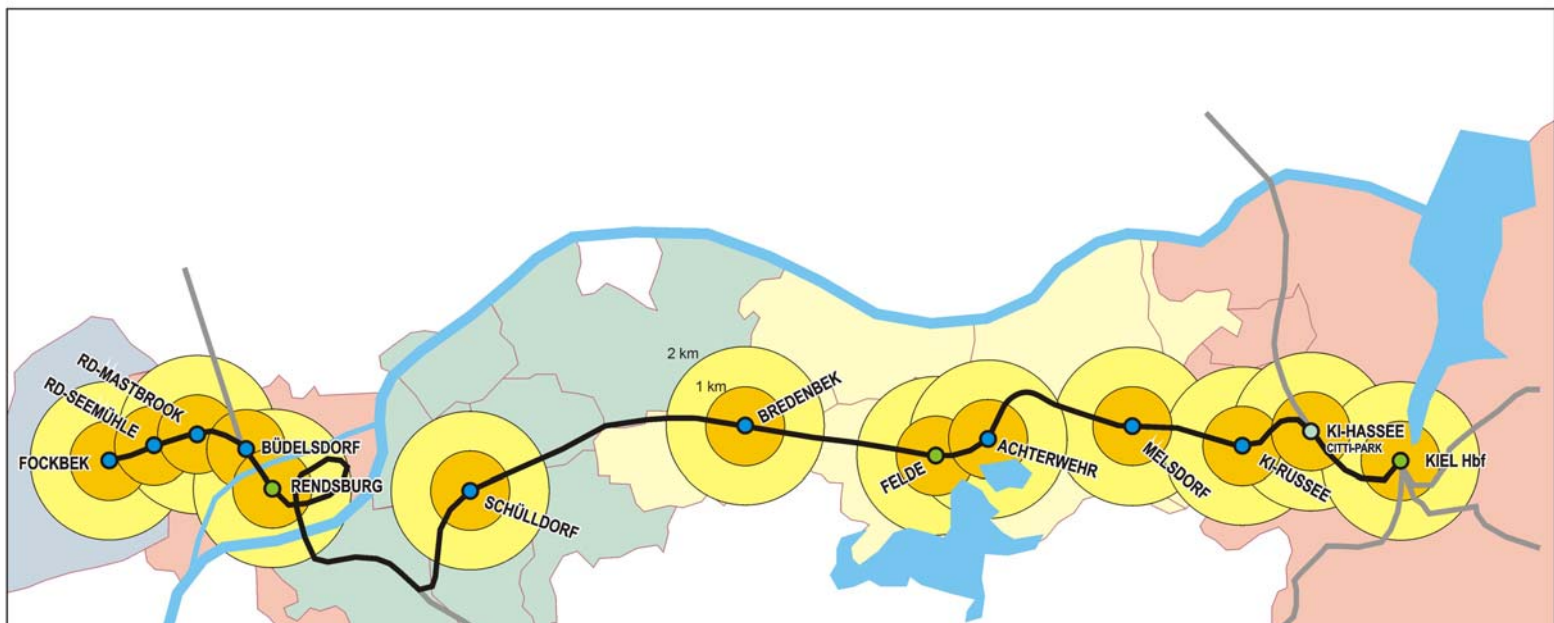 RD-MASTBROOK
RD-SEEMÜHLE
FOCKBEK
BÜDELSDORF
RENDSBURG
SCHÜLLDORF
2 km
1 km
BREDENBEK
FELDE
ACHTERWEHR
MELSDORF
KI-RUSSEE
KI-HASSEE
CITTI-PARK
KIEL Hbf